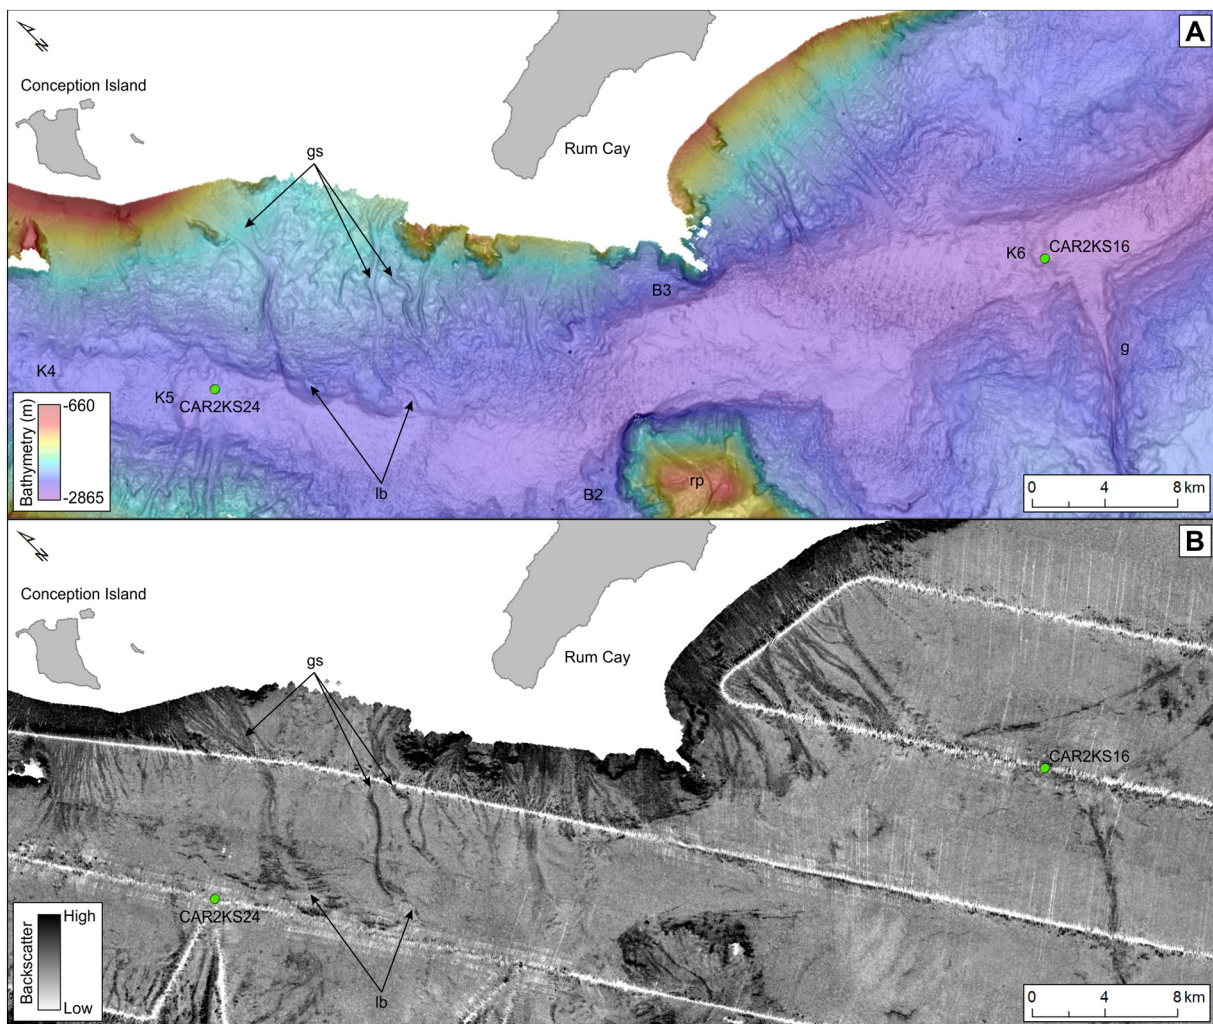 A
N
Conception Island
gs
Rum Cay
K6
CAR2KS16
B3
g
K4
K5
CAR2KS24
Bathymetry (m)
-660
-2865
lb
B2
rp
0 4 8 km
B
N
Conception Island
gs
Rum Cay
CAR2KS16
CAR2KS24
Backscatter
High
Low
lb
0 4 8 km